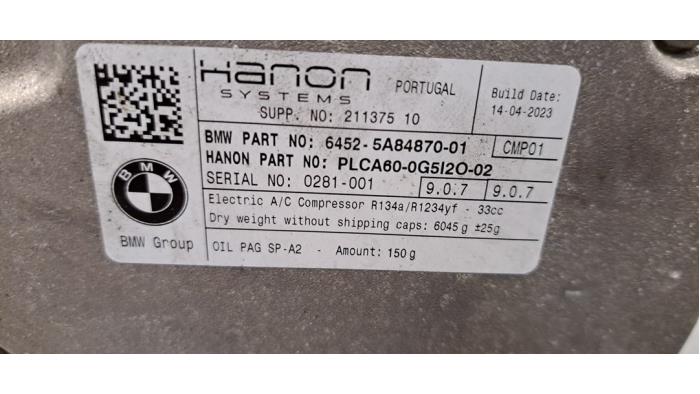 Hanon
SYSTEMS
PORTUGAL
Build Date:
14-04-2023
SUPP. NO: 211375 10
BMW PART NO: 6452-5A84870-01
CMP01
HANON PART NO: PLCA60-0G5I2O-02
SERIAL NO: 0281-001
9.0.7
9.0.7
Electric A/C Compressor R134a/R1234yf - 33cc
Dry weight without shipping caps: 6045g ±25g
OIL PAG SP-A2 - Amount: 150g
BMW
BMW Group